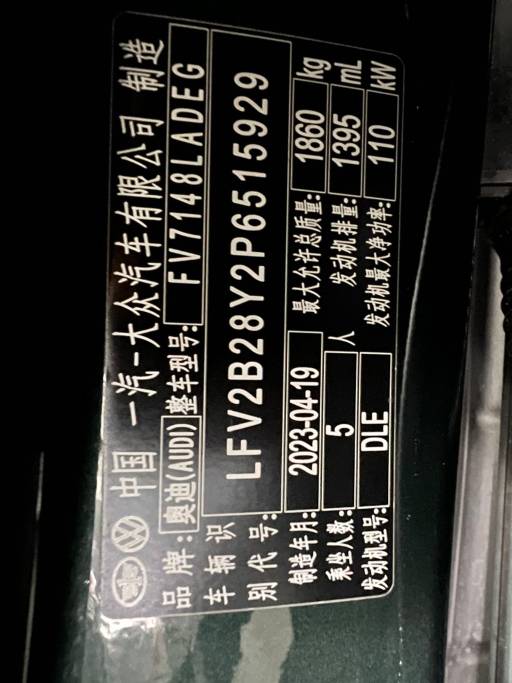 中国 一汽-大众汽车有限公司 制造
品牌: 奥迪(AUDI) 整车型号: FV7148LADEG
车辆识别代号: LFV2B28Y2P6515929
制造年月: 2023-04-19 最大允许总质量: 1860 kg
乘坐人数: 5 人 发动机排量: 1395 mL
发动机型号: DLE 发动机最大净功率: 110 kW